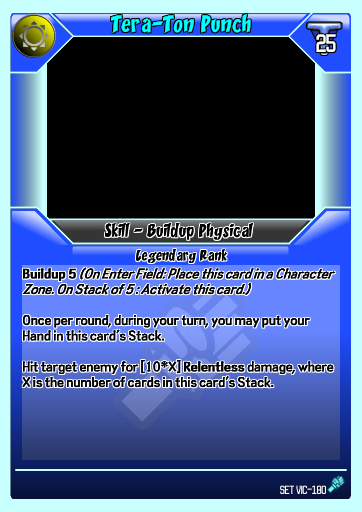 Tera-Ton Punch
25
Skill - Buildup Physical
Legendary Rank
Buildup 5 (On Enter Field: Place this card in a Character
Zone. On Stack of 5 : Activate this card.)
Once per round, during your turn, you may put your
Hand in this card's Stack.
Hit target enemy for [10*X] Relentless damage, where
X is the number of cards in this card's Stack.
SET VIC-180